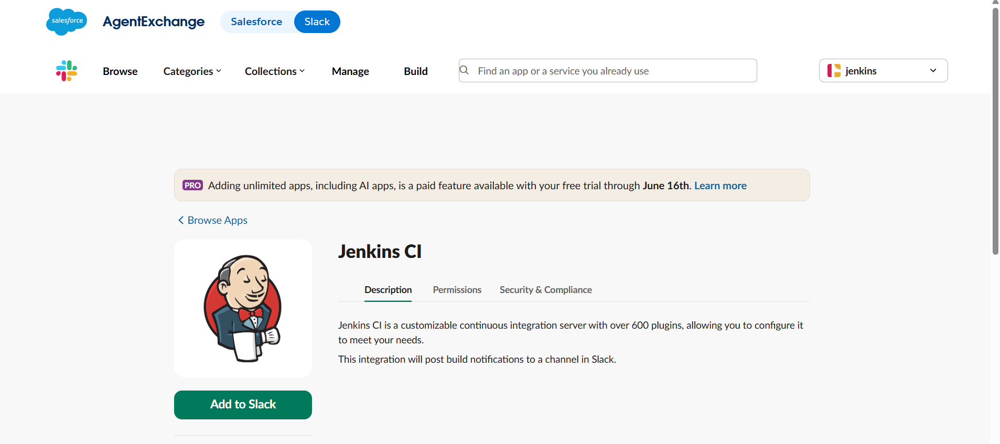 salesforce
AgentExchange
Salesforce
Slack
Browse
Categories
Collections
Manage
Build
Find an app or a service you already use
jenkins
PRO Adding unlimited apps, including AI apps, is a paid feature available with your free trial through June 16th. Learn more
Browse Apps
Jenkins CI
Description
Permissions
Security & Compliance
Jenkins CI is a customizable continuous integration server with over 600 plugins, allowing you to configure it
to meet your needs.
This integration will post build notifications to a channel in Slack.
Add to Slack